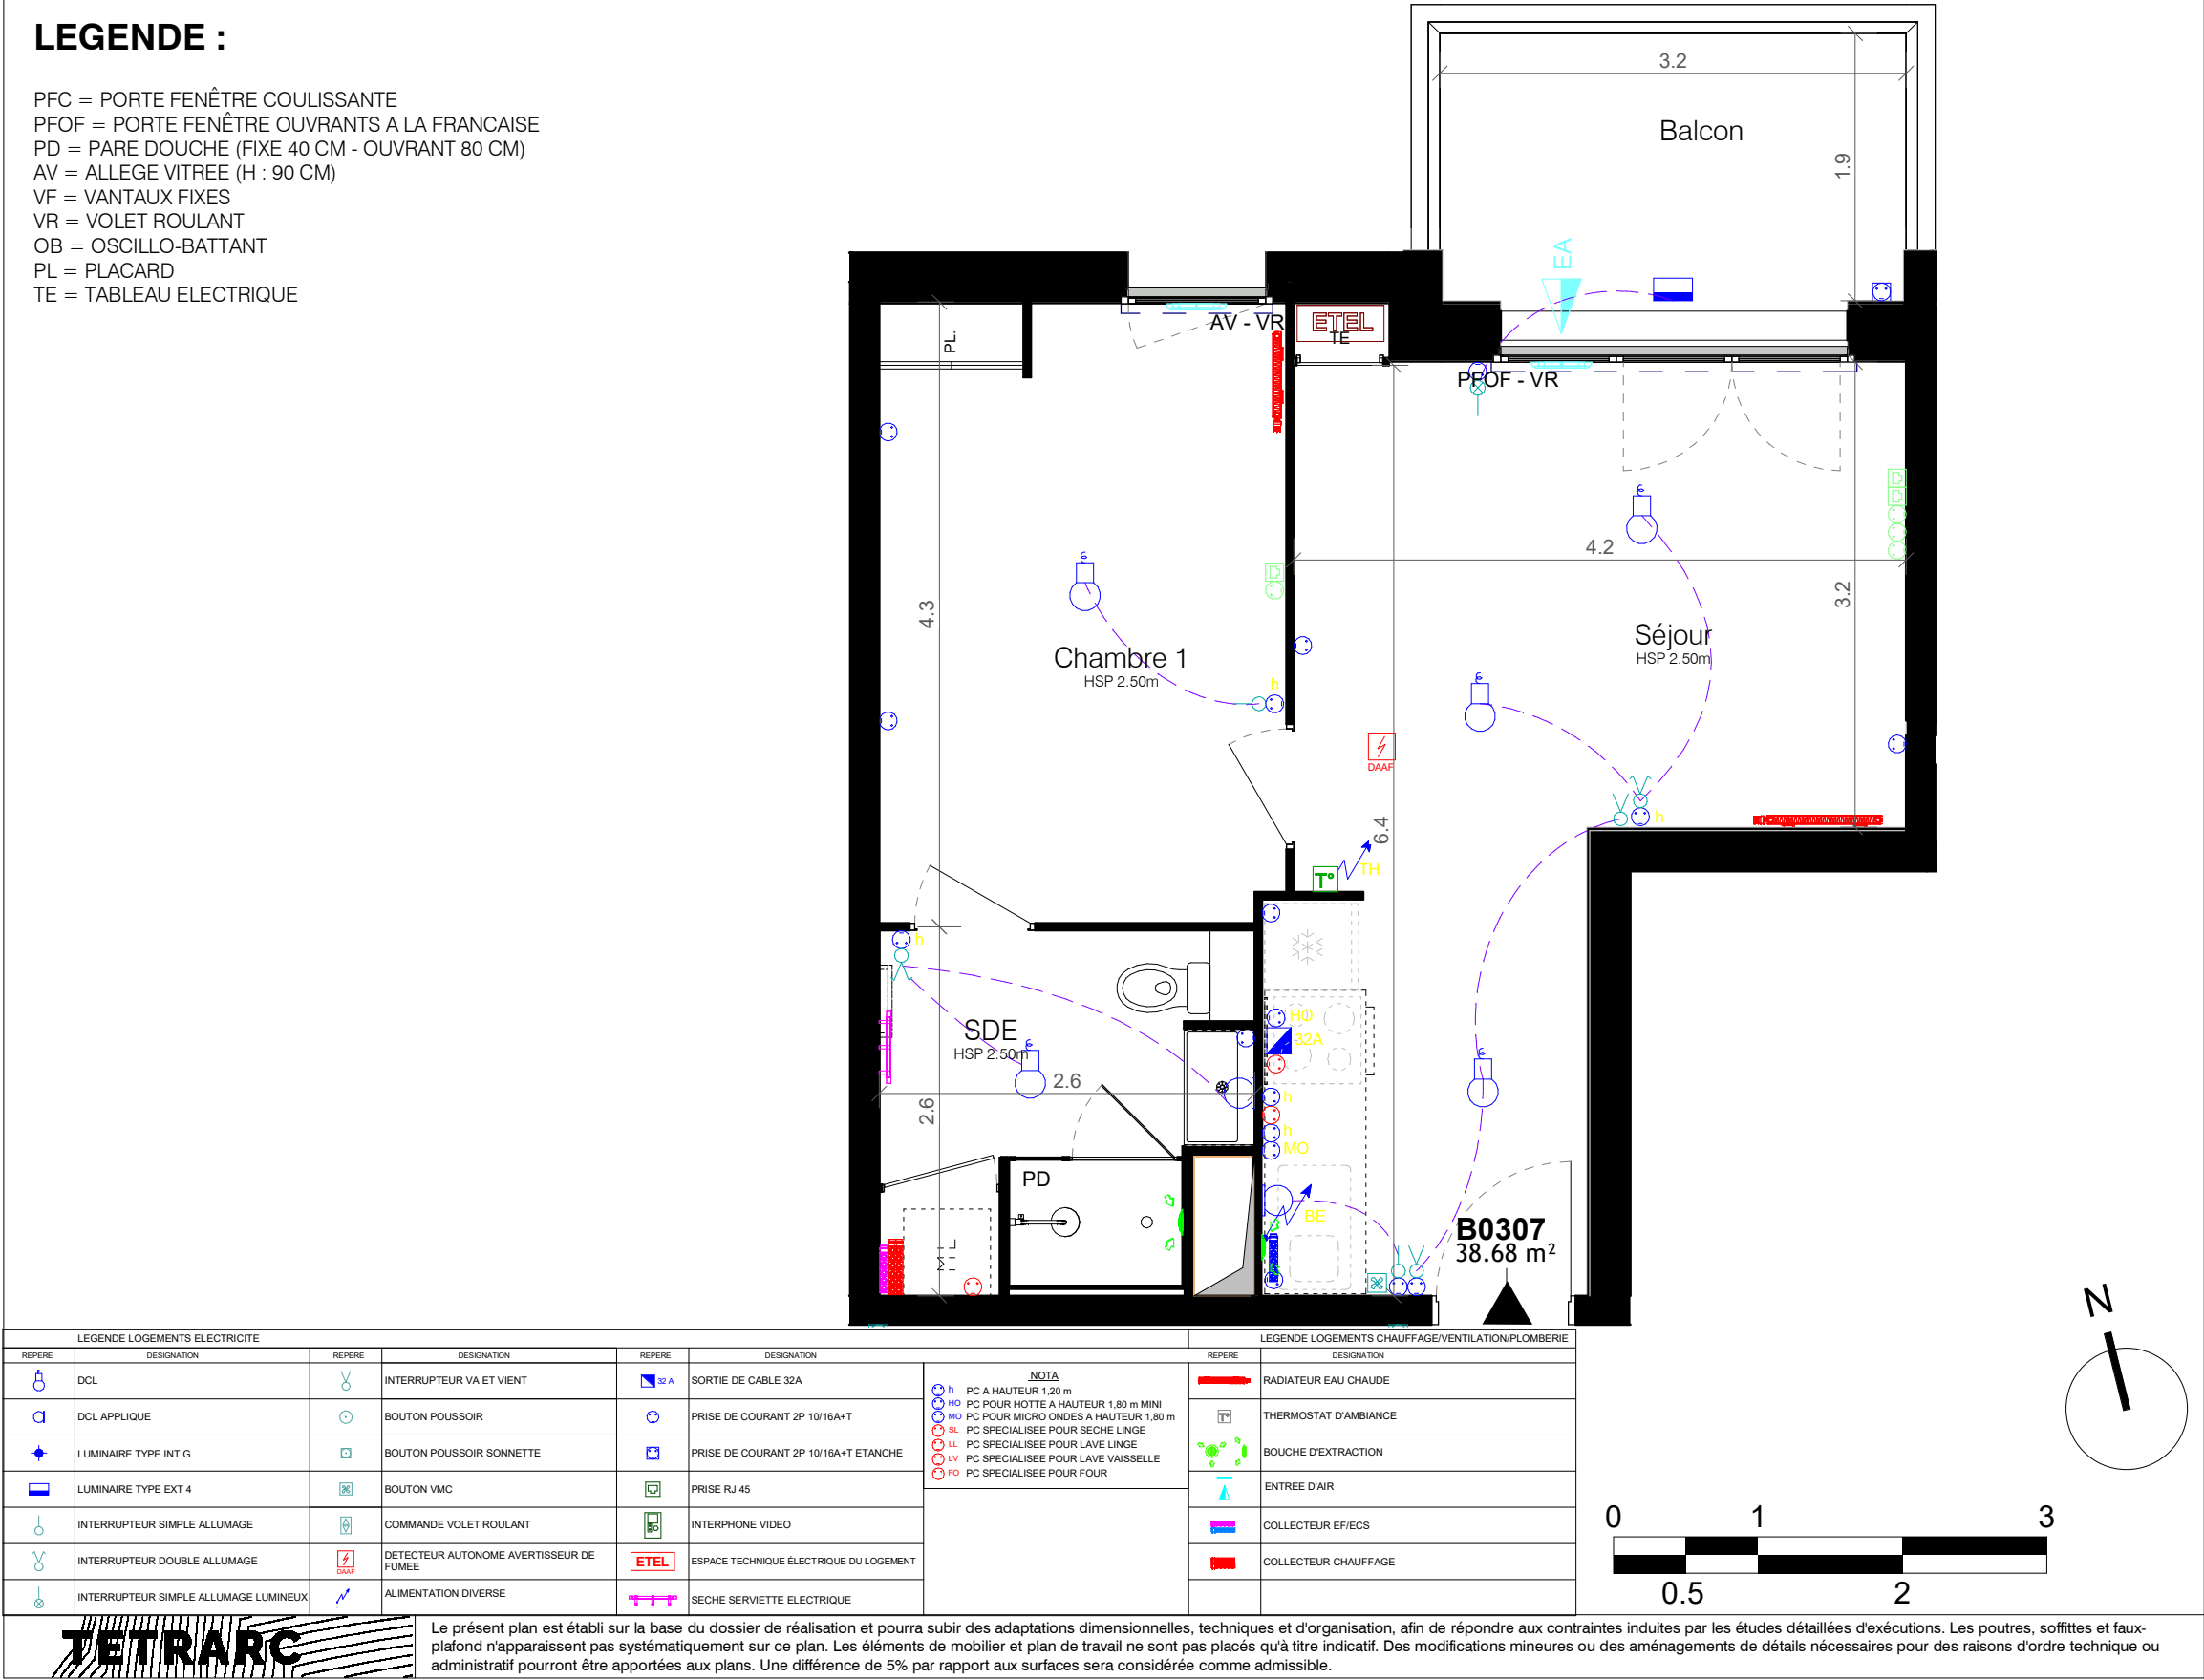 LEGENDE :
PFC = PORTE FENÊTRE COULISSANTE
PFOF = PORTE FENÊTRE OUVRANTS A LA FRANCAISE
PD = PARE DOUCHE (FIXE 40 CM - OUVRANT 80 CM)
AV = ALLEGE VITREE (H : 90 CM)
VF = VANTAUX FIXES
VR = VOLET ROULANT
OB = OSCILLO-BATTANT
PL = PLACARD
TE = TABLEAU ELECTRIQUE
3.2
Balcon
1.9
EA
AV - VR
ETEL
TE
PL.
PFOF - VR
4.2
4.3
3.2
Séjour
HSP 2.50m
Chambre 1
HSP 2.50m
h
DAAF
h
6.4
T°
TH
h
HO
32A
SDE
HSP 2.50m
2.6
2.6
h
h
MO
PD
BE
B0307
38.68 m²
N
LEGENDE LOGEMENTS ELECTRICITE
REPERE DESIGNATION REPERE DESIGNATION REPERE DESIGNATION
DCL
INTERRUPTEUR VA ET VIENT
32 A SORTIE DE CABLE 32A
DCL APPLIQUE
BOUTON POUSSOIR
PRISE DE COURANT 2P 10/16A+T
LUMINAIRE TYPE INT G
BOUTON POUSSOIR SONNETTE
PRISE DE COURANT 2P 10/16A+T ETANCHE
LUMINAIRE TYPE EXT 4
BOUTON VMC
PRISE RJ 45
INTERRUPTEUR SIMPLE ALLUMAGE
COMMANDE VOLET ROULANT
INTERPHONE VIDEO
INTERRUPTEUR DOUBLE ALLUMAGE
DAAF
DETECTEUR AUTONOME AVERTISSEUR DE
FUMEE
ETEL ESPACE TECHNIQUE ÉLECTRIQUE DU LOGEMENT
INTERRUPTEUR SIMPLE ALLUMAGE LUMINEUX
ALIMENTATION DIVERSE
SECHE SERVIETTE ELECTRIQUE
NOTA
h PC A HAUTEUR 1,20 m
HO PC POUR HOTTE A HAUTEUR 1,80 m MINI
MO PC POUR MICRO ONDES A HAUTEUR 1,80 m
SL PC SPECIALISEE POUR SECHE LINGE
LL PC SPECIALISEE POUR LAVE LINGE
LV PC SPECIALISEE POUR LAVE VAISSELLE
FO PC SPECIALISEE POUR FOUR
LEGENDE LOGEMENTS CHAUFFAGE/VENTILATION/PLOMBERIE
REPERE DESIGNATION
RADIATEUR EAU CHAUDE
T° THERMOSTAT D'AMBIANCE
BOUCHE D'EXTRACTION
ENTREE D'AIR
COLLECTEUR EF/ECS
COLLECTEUR CHAUFFAGE
0 1 3
0.5 2
TETRARC
Le présent plan est établi sur la base du dossier de réalisation et pourra subir des adaptations dimensionnelles, techniques et d'organisation, afin de répondre aux contraintes induites par les études détaillées d'exécutions. Les poutres, soffittes et faux-
plafond n'apparaissent pas systématiquement sur ce plan. Les éléments de mobilier et plan de travail ne sont pas placés qu'à titre indicatif. Des modifications mineures ou des aménagements de détails nécessaires pour des raisons d'ordre technique ou
administratif pourront être apportées aux plans. Une différence de 5% par rapport aux surfaces sera considérée comme admissible.